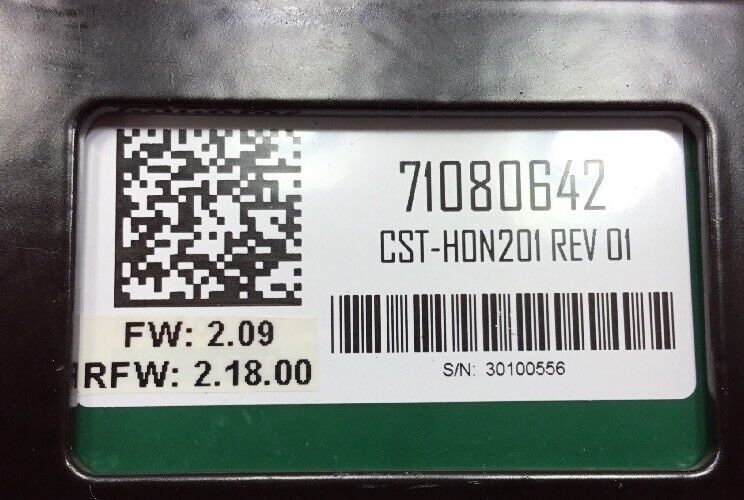 71080642
CST-HON201 REV 01
S/N: 30100556
FW: 2.09
RFW: 2.18.00